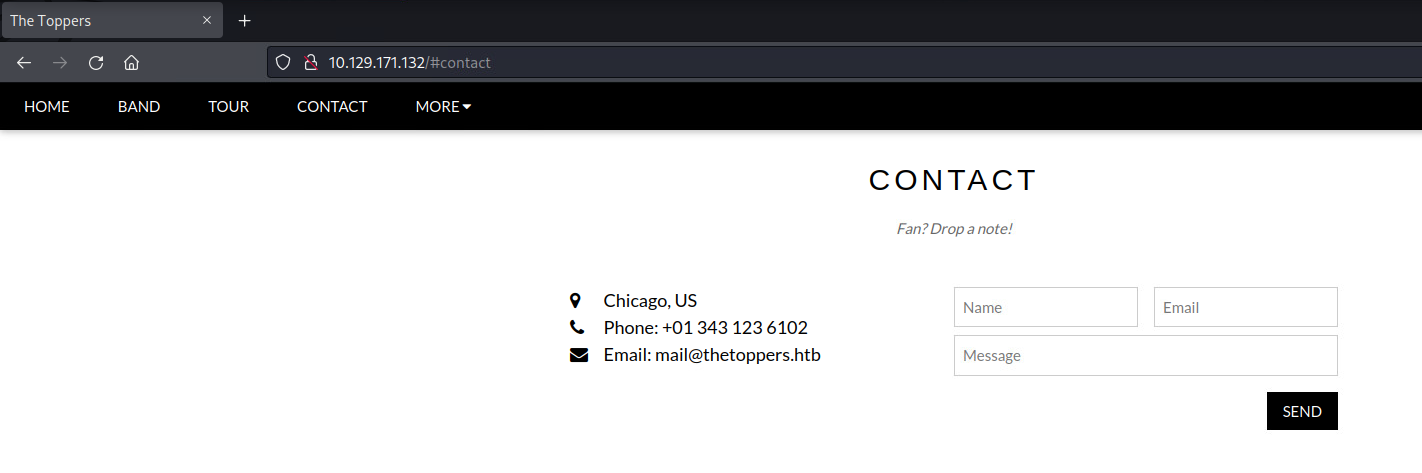 The Toppers
10.129.171.132/#contact
HOME BAND TOUR CONTACT MORE
CONTACT
Fan? Drop a note!
Chicago, US
Phone: +01 343 123 6102
Email: mail@thetoppers.htb
Name Email
Message
SEND